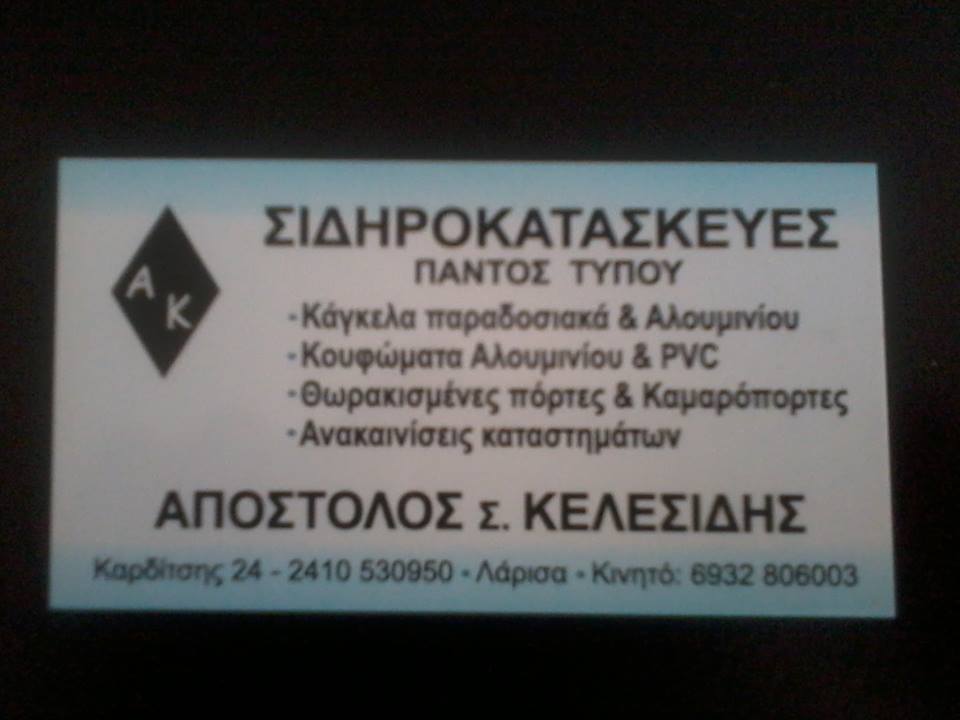 Α Κ
ΣΙΔΗΡΟΚΑΤΑΣΚΕΥΕΣ
ΠΑΝΤΟΣ ΤΥΠΟΥ
-Κάγκελα παραδοσιακά & Αλουμινίου
-Κουφώματα Αλουμινίου & PVC
-Θωρακισμένες πόρτες & Καμαρόπορτες
-Ανακαινίσεις καταστημάτων
ΑΠΟΣΤΟΛΟΣ Σ. ΚΕΛΕΣΙΔΗΣ
Καρδίτσης 24 - 2410 530950 - Λάρισα - Κινητό: 6932 806003